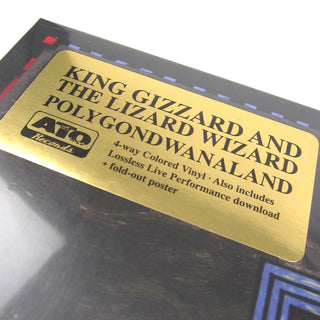 KING GIZZARD AND
THE LIZARD WIZARD
POLYGONDWANALAND
ATO
Records
4-way Colored Vinyl · Also includes
Lossless Live Performance download
+ fold-out poster